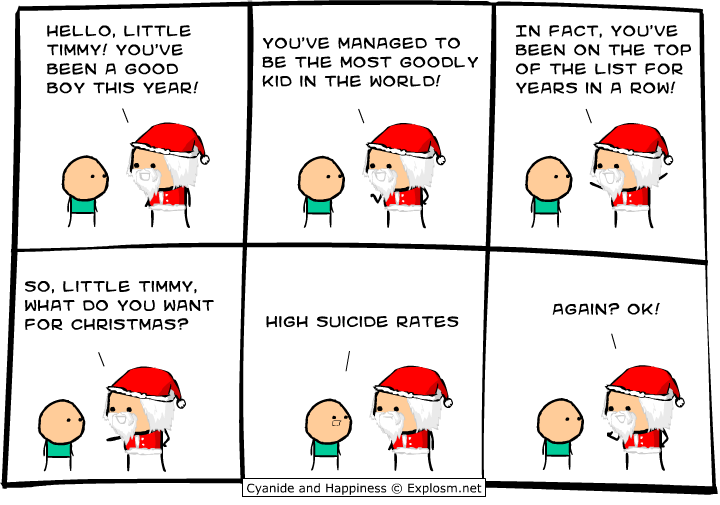 HELLO, LITTLE
TIMMY! YOU'VE
BEEN A GOOD
BOY THIS YEAR!
YOU'VE MANAGED TO
BE THE MOST GOODLY
KID IN THE WORLD!
IN FACT, YOU'VE
BEEN ON THE TOP
OF THE LIST FOR
YEARS IN A ROW!
SO, LITTLE TIMMY,
WHAT DO YOU WANT
FOR CHRISTMAS?
HIGH SUICIDE RATES
AGAIN? OK!
Cyanide and Happiness © Explosm.net